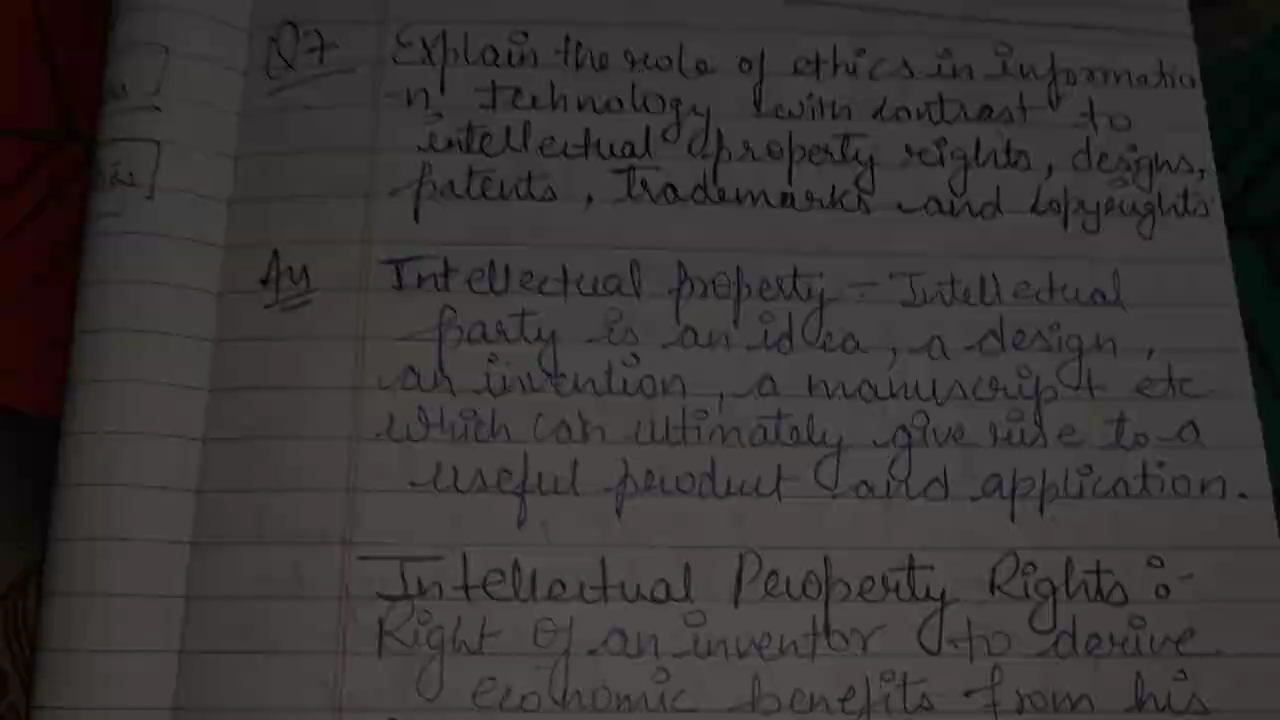 Q7 Explain the role of ethics in informatio
-n technology with contrast to
intellectual property rights, designs,
patents, trademarks and copyrights
Ans Intellectual property - Intellectual
party is an idea, a design,
an invention, a manuscript etc
which can ultimately give rise to a
useful product and application.
Intellectual Property Rights :-
Right of an inventor to derive
economic benefits from his